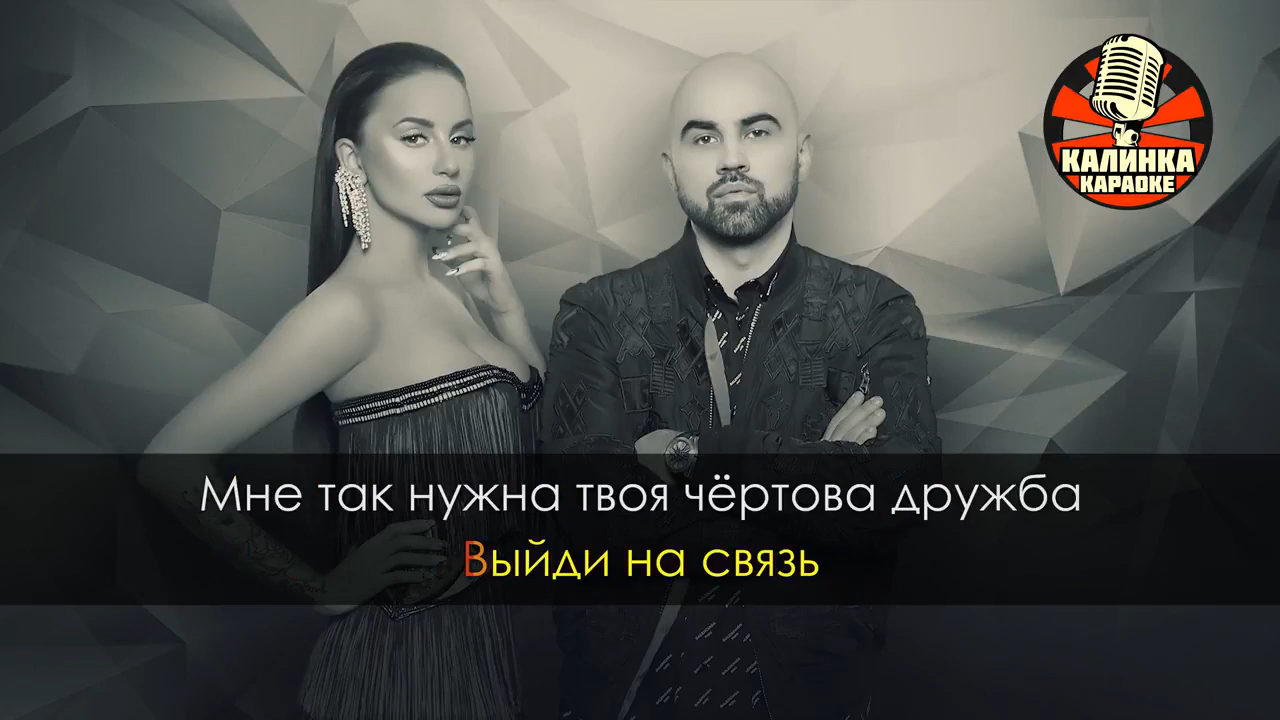 КАЛИНКА
КАРАОКЕ
Мне так нужна твоя чёртова дружба
Выйди на связь